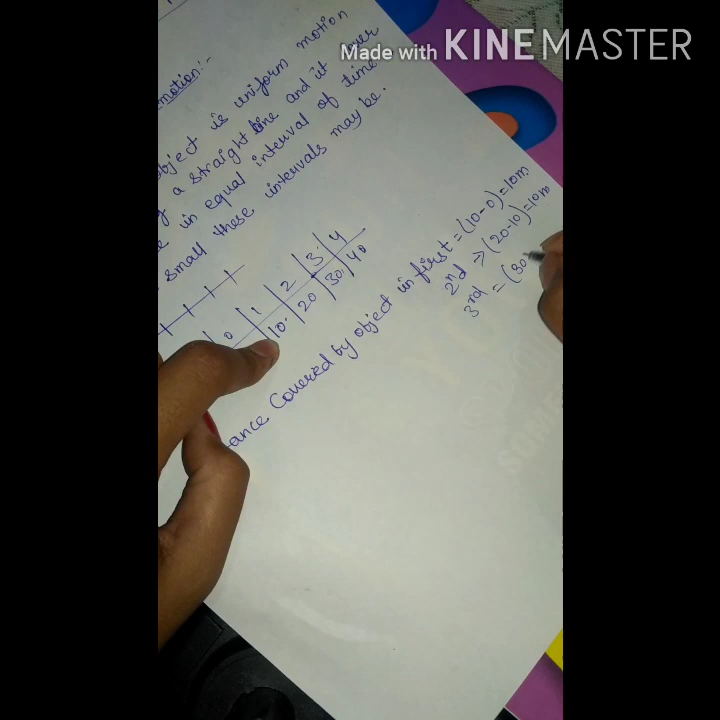 Made with KINEMASTER
motion:-
object is uniform motion
a straight line and it
in equal interval of time
small these intervals may be.
0 1 2 3 4
10 20 30 40
ance Covered by object in first = (10-0)=10m
2nd => (20-10)=10m
3rd = (30